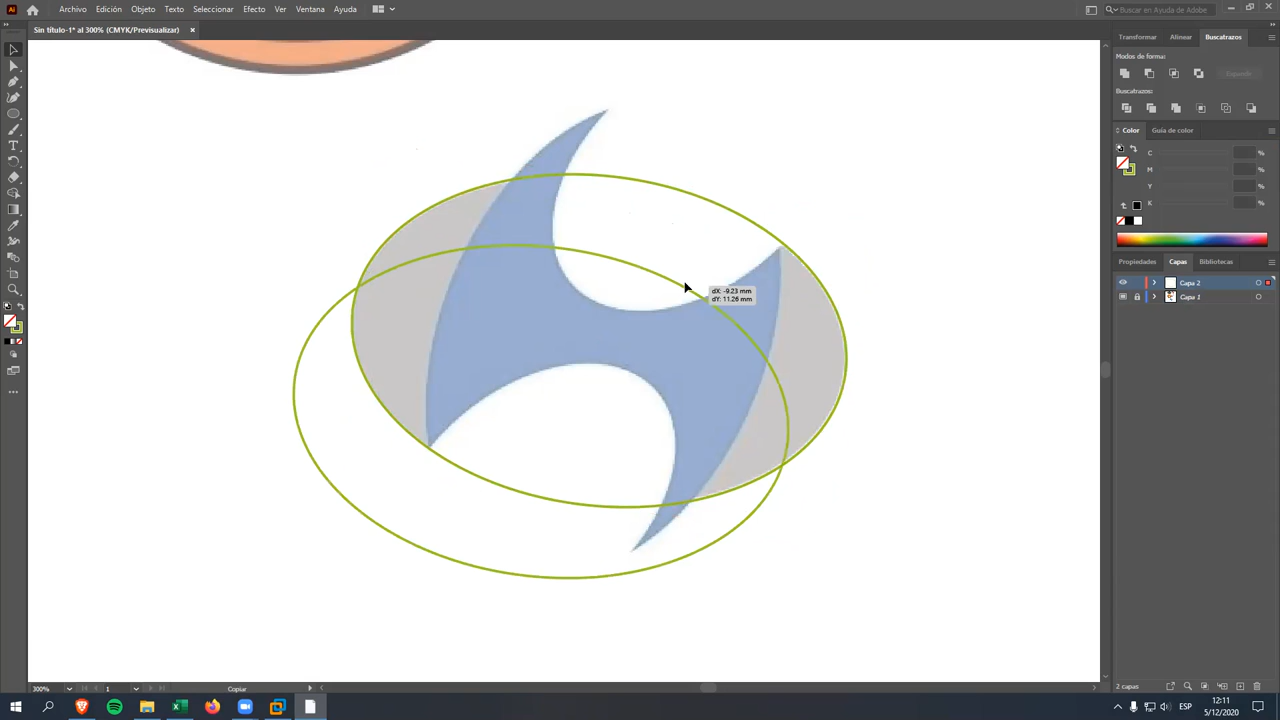 Archivo Edición Objeto Texto Seleccionar Efecto Ver Ventana Ayuda
Buscar en Ayuda de Adobe
Sin título-1* al 300% (CMYK/Previsualizar)
Transformar Alinear Buscatrazos
Modos de forma:
Expandir
Buscatrazos:
Color Guía de color
C %
M %
Y %
K %
Propiedades Capas Bibliotecas
Capa 2
Capa 1
dX: -9.23 mm
dY: 11.26 mm
300% 1 Copiar
2 capas
ESP
12:11
5/12/2020